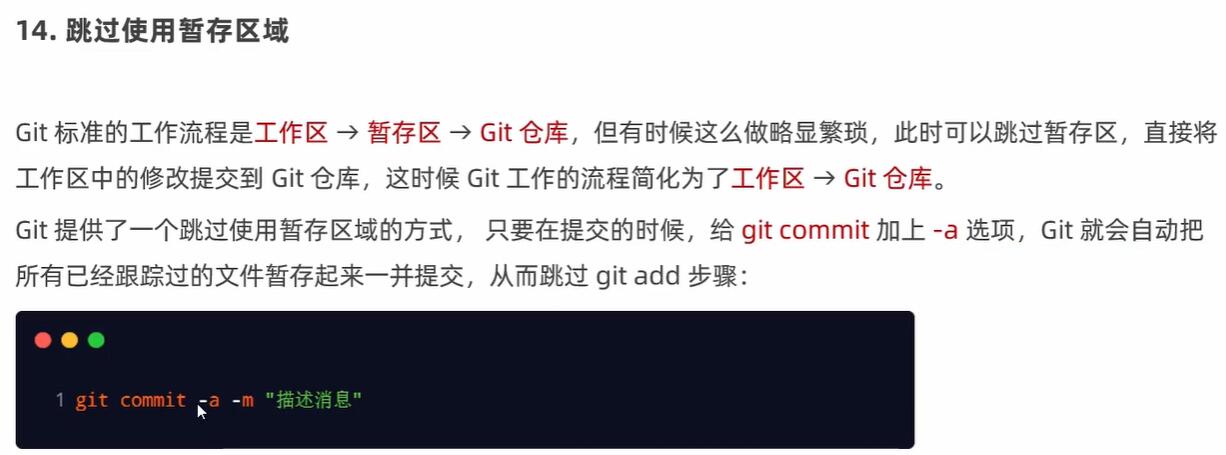 14. 跳过使用暂存区域
Git 标准的工作流程是工作区 → 暂存区 → Git 仓库，但有时候这么做略显繁琐，此时可以跳过暂存区，直接将
工作区中的修改提交到 Git 仓库，这时候 Git 工作的流程简化为了工作区 → Git 仓库。
Git 提供了一个跳过使用暂存区域的方式， 只要在提交的时候，给 git commit 加上 -a 选项，Git 就会自动把
所有已经跟踪过的文件暂存起来一并提交，从而跳过 git add 步骤：
1 git commit -a -m "描述消息"